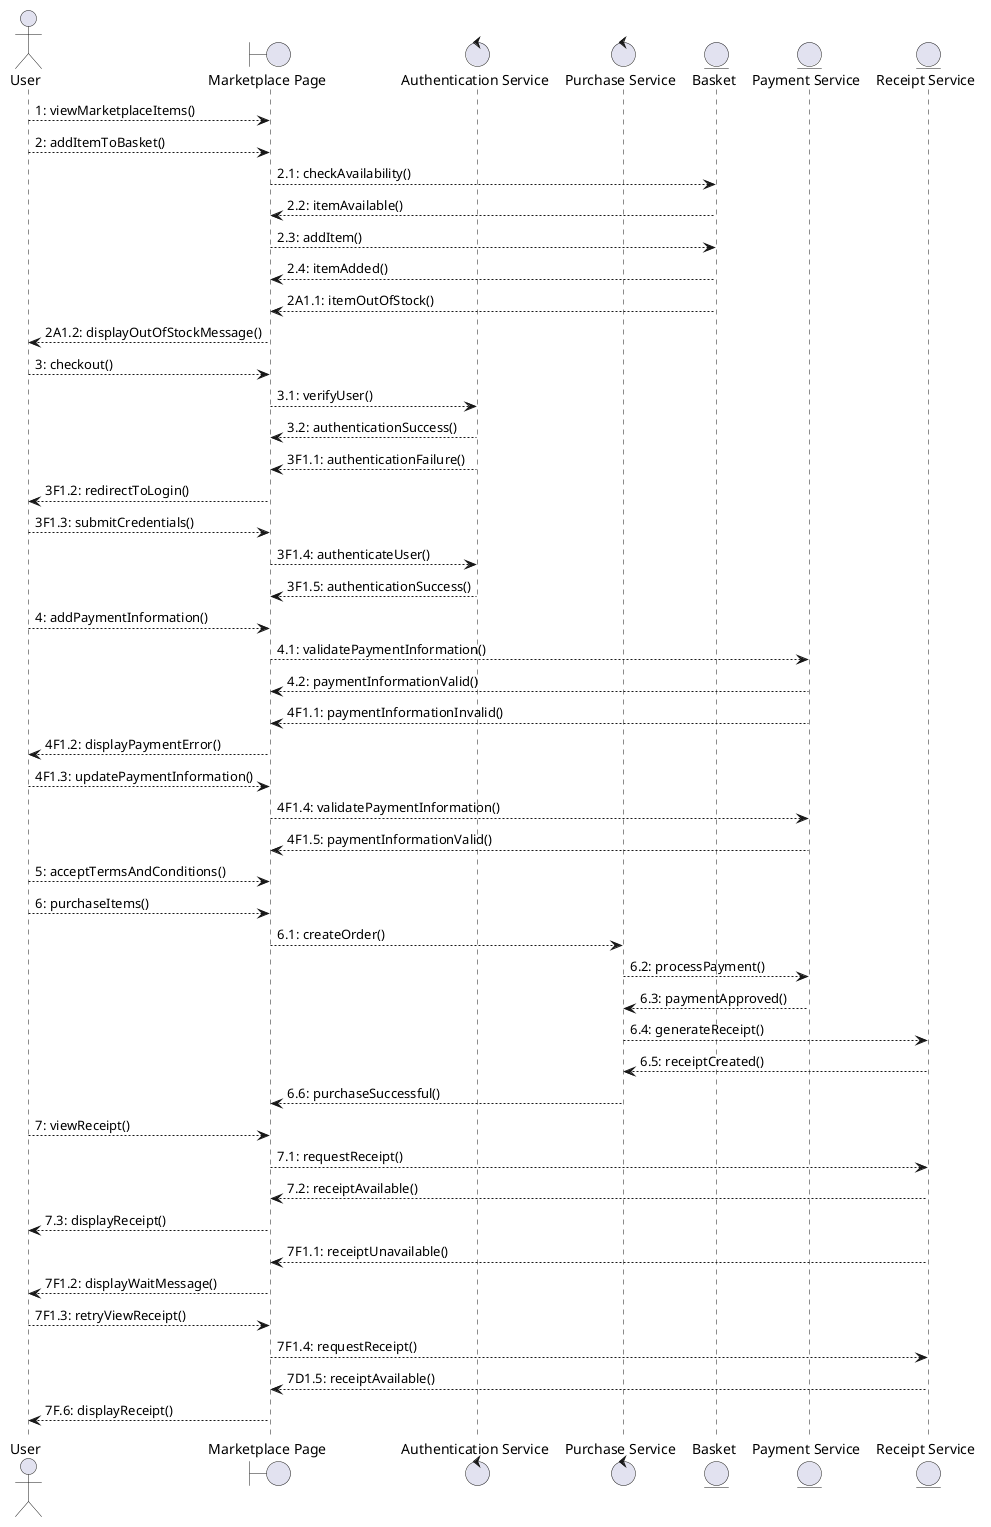 User
Marketplace Page
Authentication Service
Purchase Service
Basket
Payment Service
Receipt Service
1: viewMarketplaceItems()
2: addItemToBasket()
2.1: checkAvailability()
2.2: itemAvailable()
2.3: addItem()
2.4: itemAdded()
2A1.1: itemOutOfStock()
2A1.2: displayOutOfStockMessage()
3: checkout()
3.1: verifyUser()
3.2: authenticationSuccess()
3F1.1: authenticationFailure()
3F1.2: redirectToLogin()
3F1.3: submitCredentials()
3F1.4: authenticateUser()
3F1.5: authenticationSuccess()
4: addPaymentInformation()
4.1: validatePaymentInformation()
4.2: paymentInformationValid()
4F1.1: paymentInformationInvalid()
4F1.2: displayPaymentError()
4F1.3: updatePaymentInformation()
4F1.4: validatePaymentInformation()
4F1.5: paymentInformationValid()
5: acceptTermsAndConditions()
6: purchaseItems()
6.1: createOrder()
6.2: processPayment()
6.3: paymentApproved()
6.4: generateReceipt()
6.5: receiptCreated()
6.6: purchaseSuccessful()
7: viewReceipt()
7.1: requestReceipt()
7.2: receiptAvailable()
7.3: displayReceipt()
7F1.1: receiptUnavailable()
7F1.2: displayWaitMessage()
7F1.3: retryViewReceipt()
7F1.4: requestReceipt()
7D1.5: receiptAvailable()
7F.6: displayReceipt()
User
Marketplace Page
Authentication Service
Purchase Service
Basket
Payment Service
Receipt Service